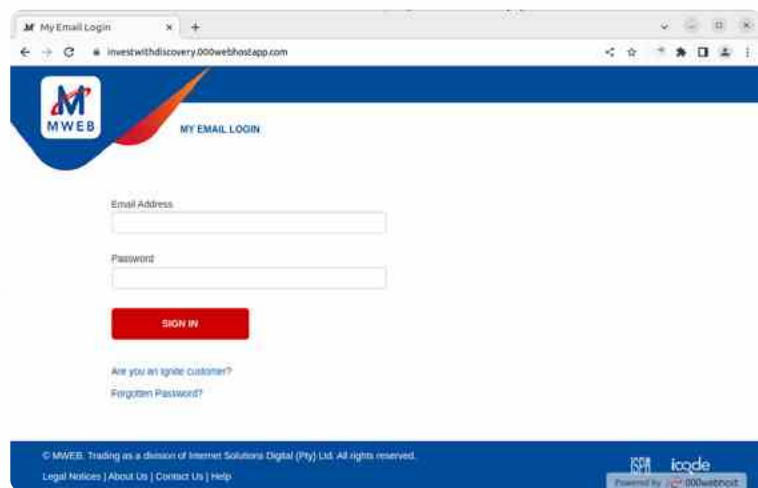 My Email Login
investwithdiscovery.000webhostapp.com
MWEB
MY EMAIL LOGIN
Email Address
Password
SIGN IN
Are you an Ignite customer?
Forgotten Password?
© MWEB. Trading as a division of Internet Solutions Digital (Pty) Ltd. All rights reserved.
Legal Notices | About Us | Contact Us | Help
ISPA
icode
Powered by 000webhost